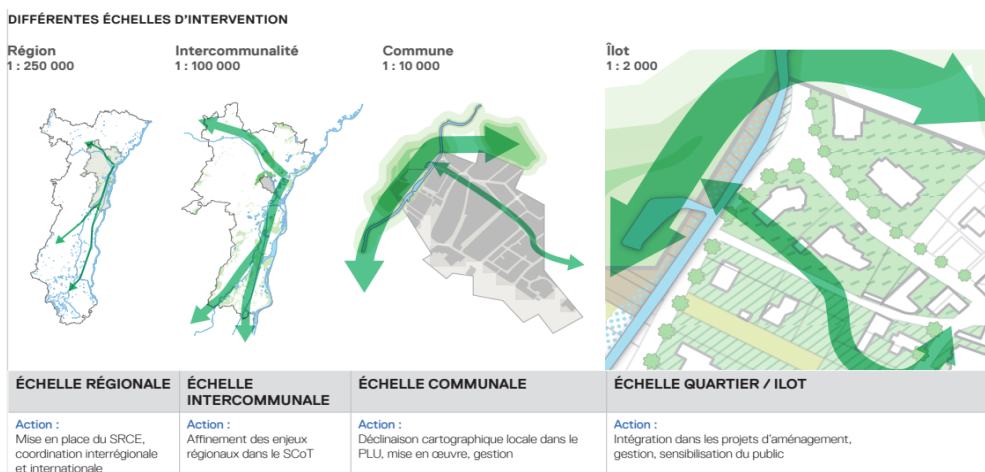 DIFFÉRENTES ÉCHELLES D'INTERVENTION
Région
1 : 250 000
Intercommunalité
1 : 100 000
Commune
1 : 10 000
Îlot
1 : 2 000
ÉCHELLE RÉGIONALE
ÉCHELLE
INTERCOMMUNALE
ÉCHELLE COMMUNALE
ÉCHELLE QUARTIER / ILOT
Action :
Mise en place du SRCE,
coordination interrégionale
et internationale
Action :
Affinement des enjeux
régionaux dans le SCoT
Action :
Déclinaison cartographique locale dans le
PLU, mise en œuvre, gestion
Action :
Intégration dans les projets d'aménagement,
gestion, sensibilisation du public